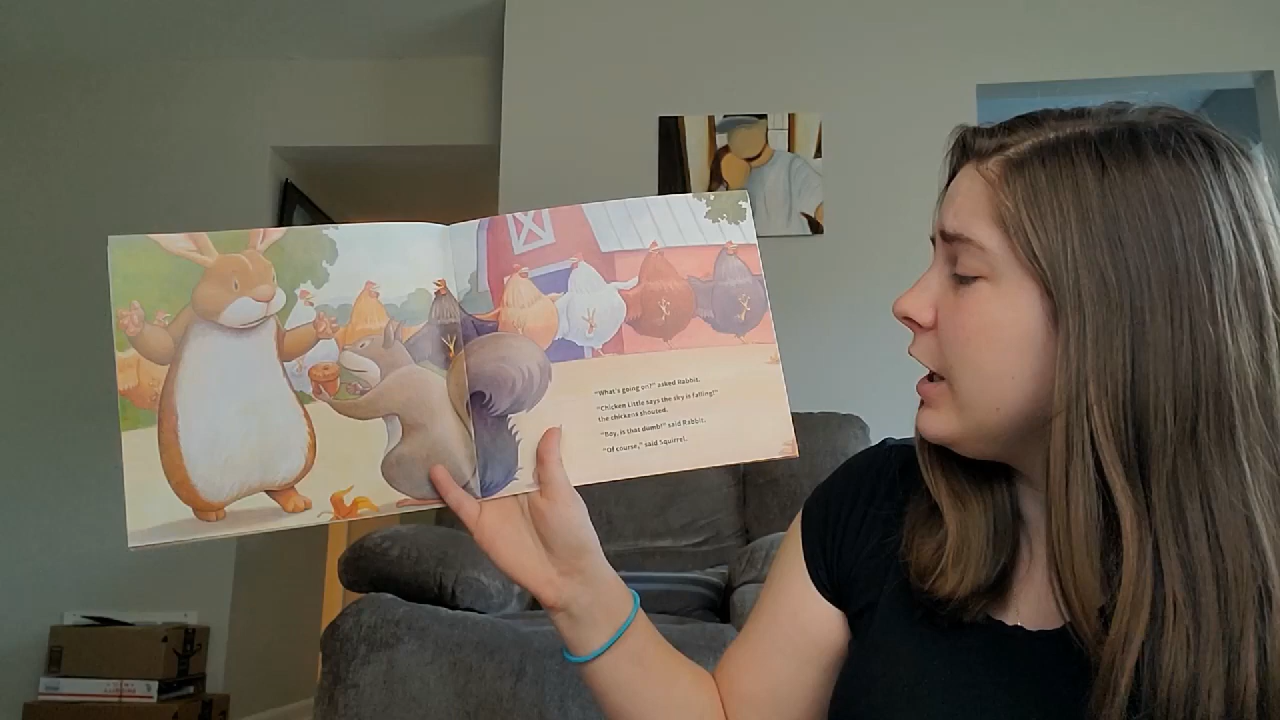 "What's going on?" asked Rabbit.
"Chicken Little says the sky is falling!"
the chickens shouted.
"Boy, is that dumb!" said Rabbit.
"Of course," said Squirrel.
PRIORITY